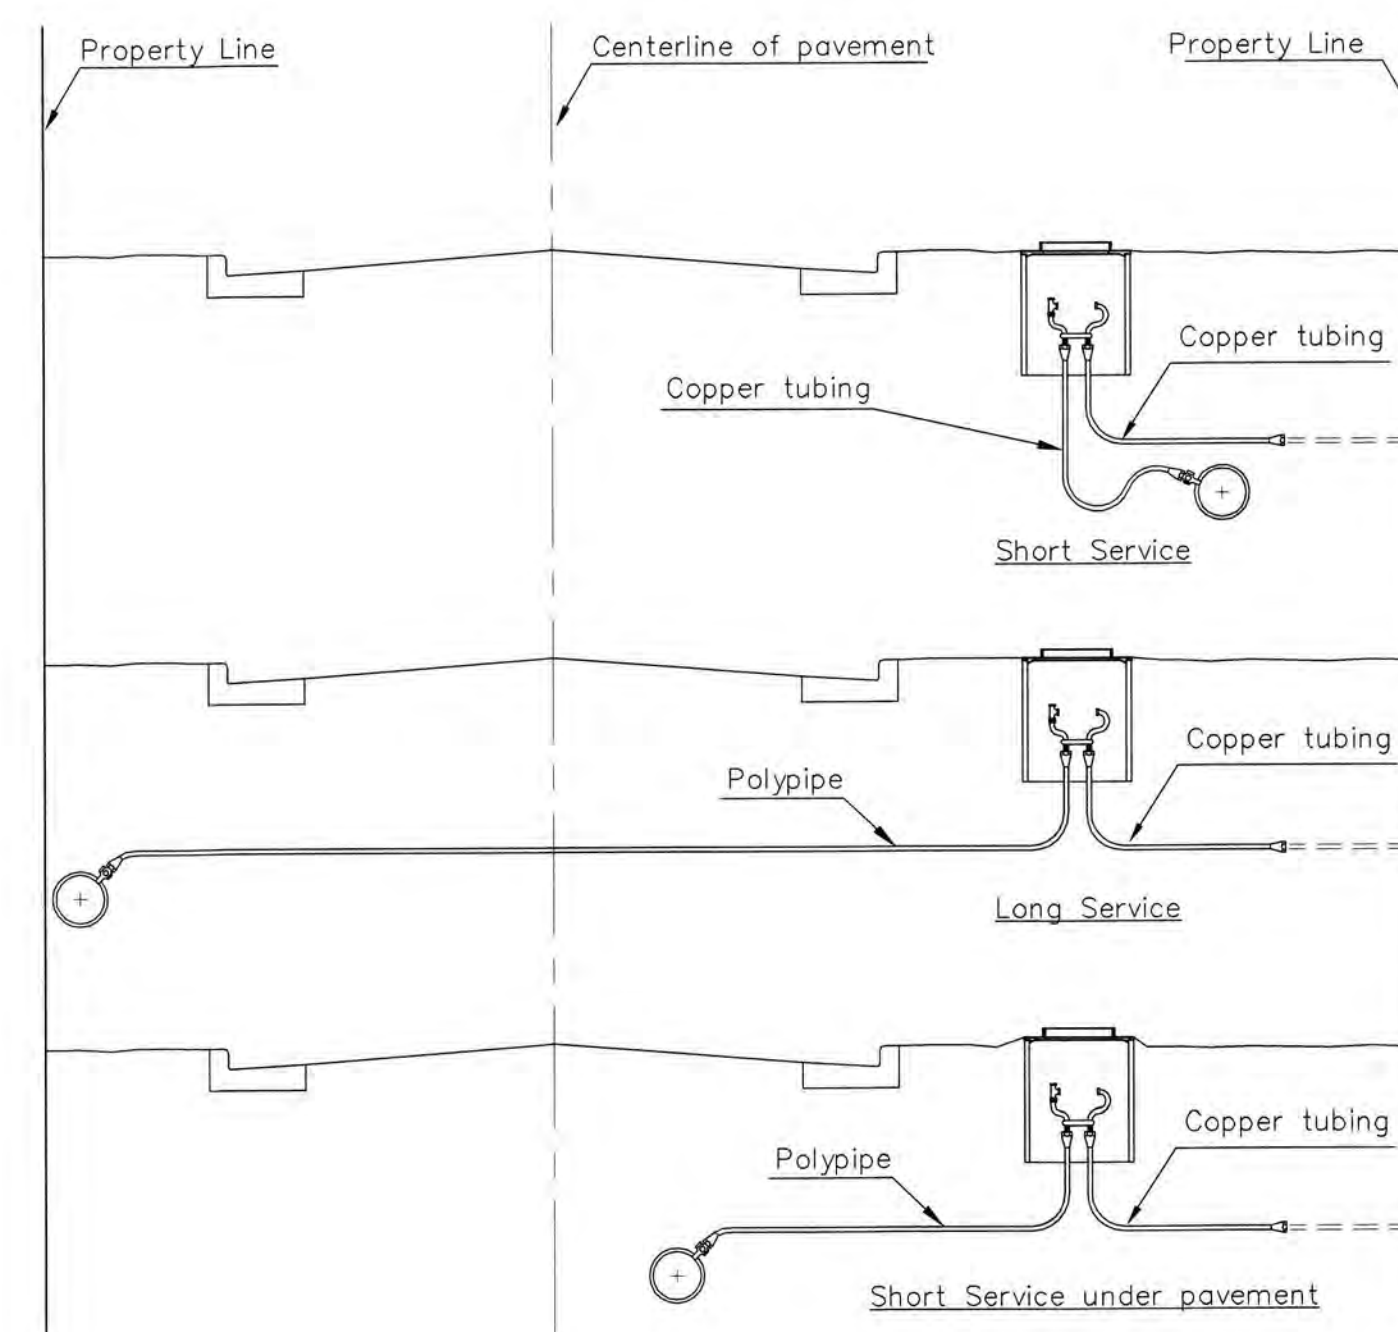 Property Line
Centerline of pavement
Property Line
Copper tubing
Copper tubing
Short Service
Copper tubing
Polypipe
Long Service
Copper tubing
Polypipe
Short Service under pavement